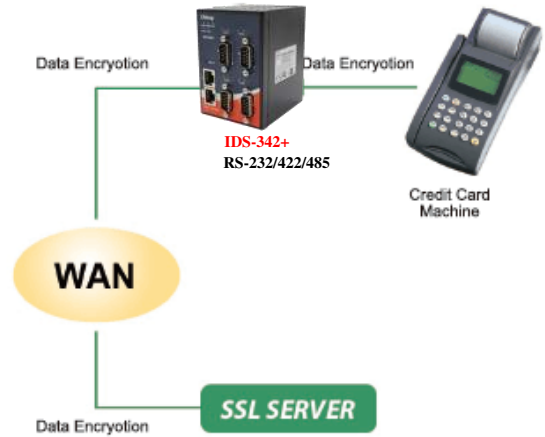 Data Encryotion
Data Encryotion
IDS-342+
RS-232/422/485
Credit Card
Machine
WAN
SSL SERVER
Data Encryotion